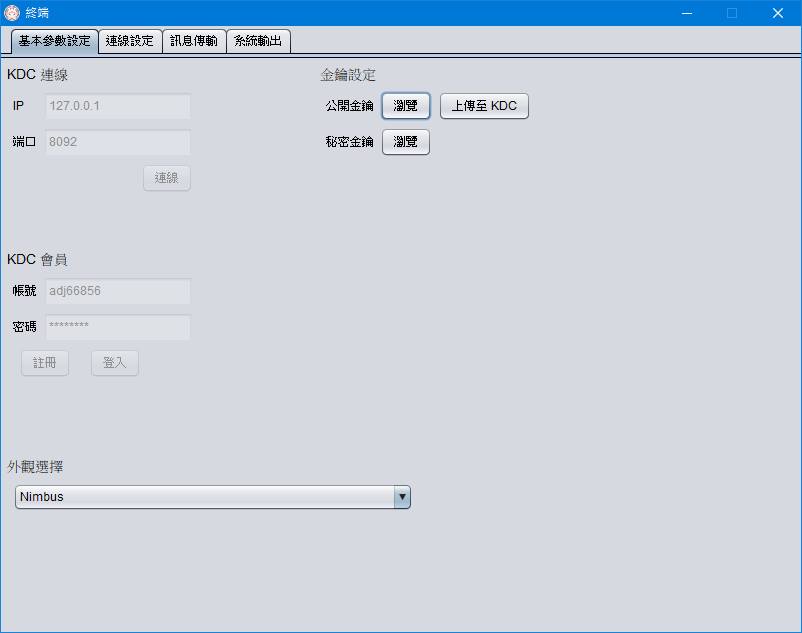 終端
基本參數設定 連線設定 訊息傳輸 系統輸出
KDC 連線
IP 127.0.0.1
端口 8092
連線
金鑰設定
公開金鑰 瀏覽 上傳至 KDC
秘密金鑰 瀏覽
KDC 會員
帳號 adj66856
密碼 ********
註冊 登入
外觀選擇
Nimbus